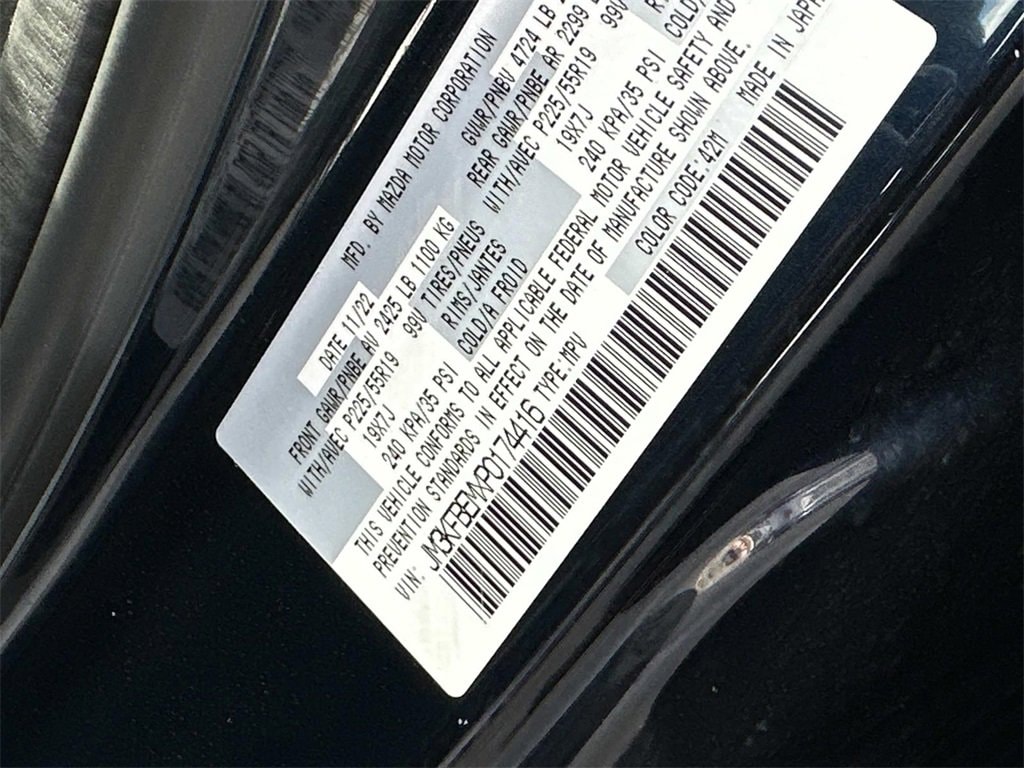 MFD. BY MAZDA MOTOR CORPORATION
DATE 11/22 GVWR/PNBV 4724 LB
FRONT GAWR/PNBE AV 2425 LB 1100 KG REAR GAWR/PNBE AR 2299
WITH/AVEC P225/55R19 99V TIRES/PNEUS WITH/AVEC P225/55R19 99V
19X7J RIMS/JANTES 19X7J
240 KPA/35 PSI COLD/A FROID 240 KPA/35 PSI COLD
THIS VEHICLE CONFORMS TO ALL APPLICABLE FEDERAL MOTOR VEHICLE SAFETY AND
PREVENTION STANDARDS IN EFFECT ON THE DATE OF MANUFACTURE SHOWN ABOVE.
VIN: JM3KFBEMXP0174416 TYPE:MPV COLOR CODE:42M MADE IN JAPAN